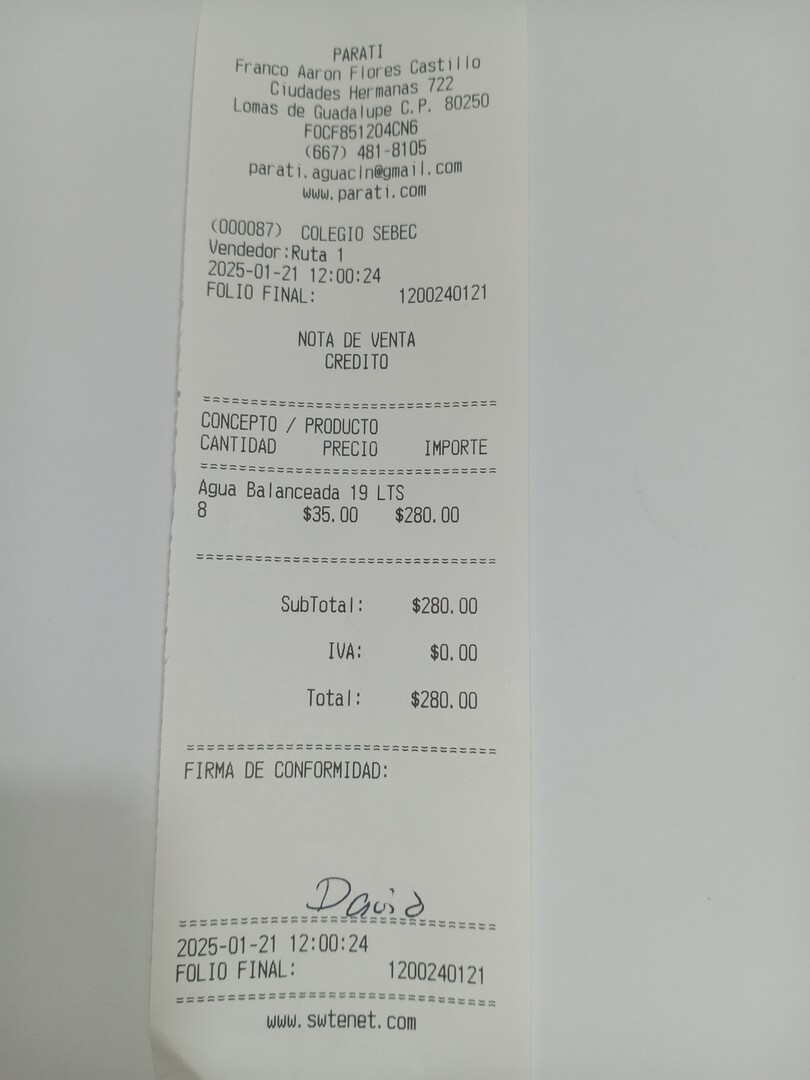 PARATI
Franco Aaron Flores Castillo
Ciudades Hermanas 722
Lomas de Guadalupe C.P. 80250
FOCF851204CN6
(667) 481-8105
parati.aguacln@gmail.com
www.parati.com
(000087) COLEGIO SEBEC
Vendedor:Ruta 1
2025-01-21 12:00:24
FOLIO FINAL: 1200240121
NOTA DE VENTA
CREDITO
================================
CONCEPTO / PRODUCTO
CANTIDAD PRECIO IMPORTE
================================
Agua Balanceada 19 LTS
8 $35.00 $280.00
================================
SubTotal: $280.00
IVA: $0.00
Total: $280.00
================================
FIRMA DE CONFORMIDAD:
David
================================
2025-01-21 12:00:24
FOLIO FINAL: 1200240121
================================
www.swtenet.com